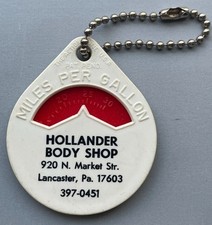 MILES PER GALLON
HOLLANDER
BODY SHOP
920 N. Market Str.
Lancaster, Pa. 17603
397-0451